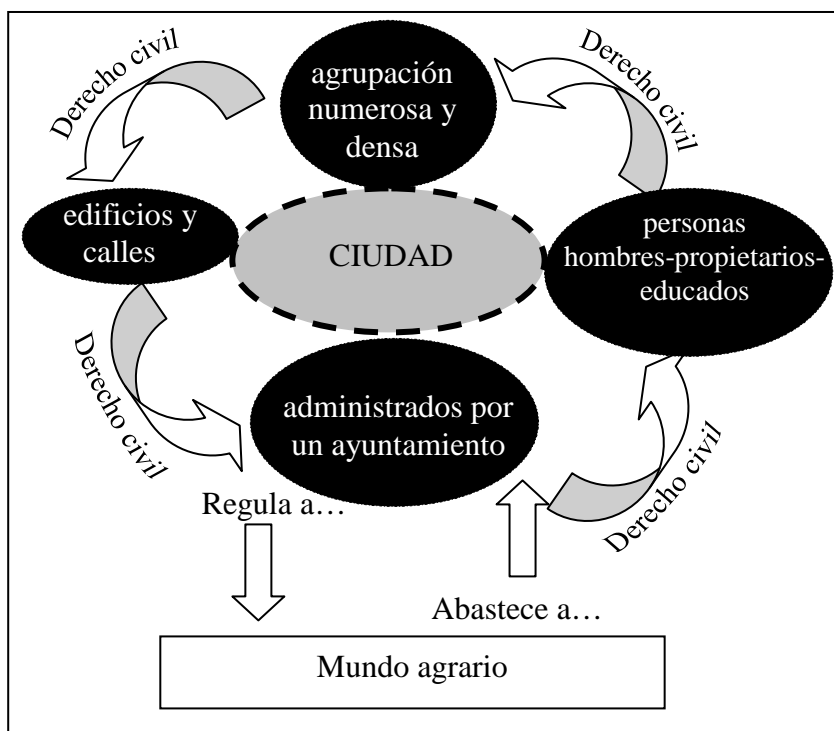 Derecho civil
agrupación
numerosa y
densa
Derecho civil
edificios y
calles
CIUDAD
personas
hombres-propietarios-
educados
Derecho civil
administrados por
un ayuntamiento
Derecho civil
Regula a…
Abastece a…
Mundo agrario